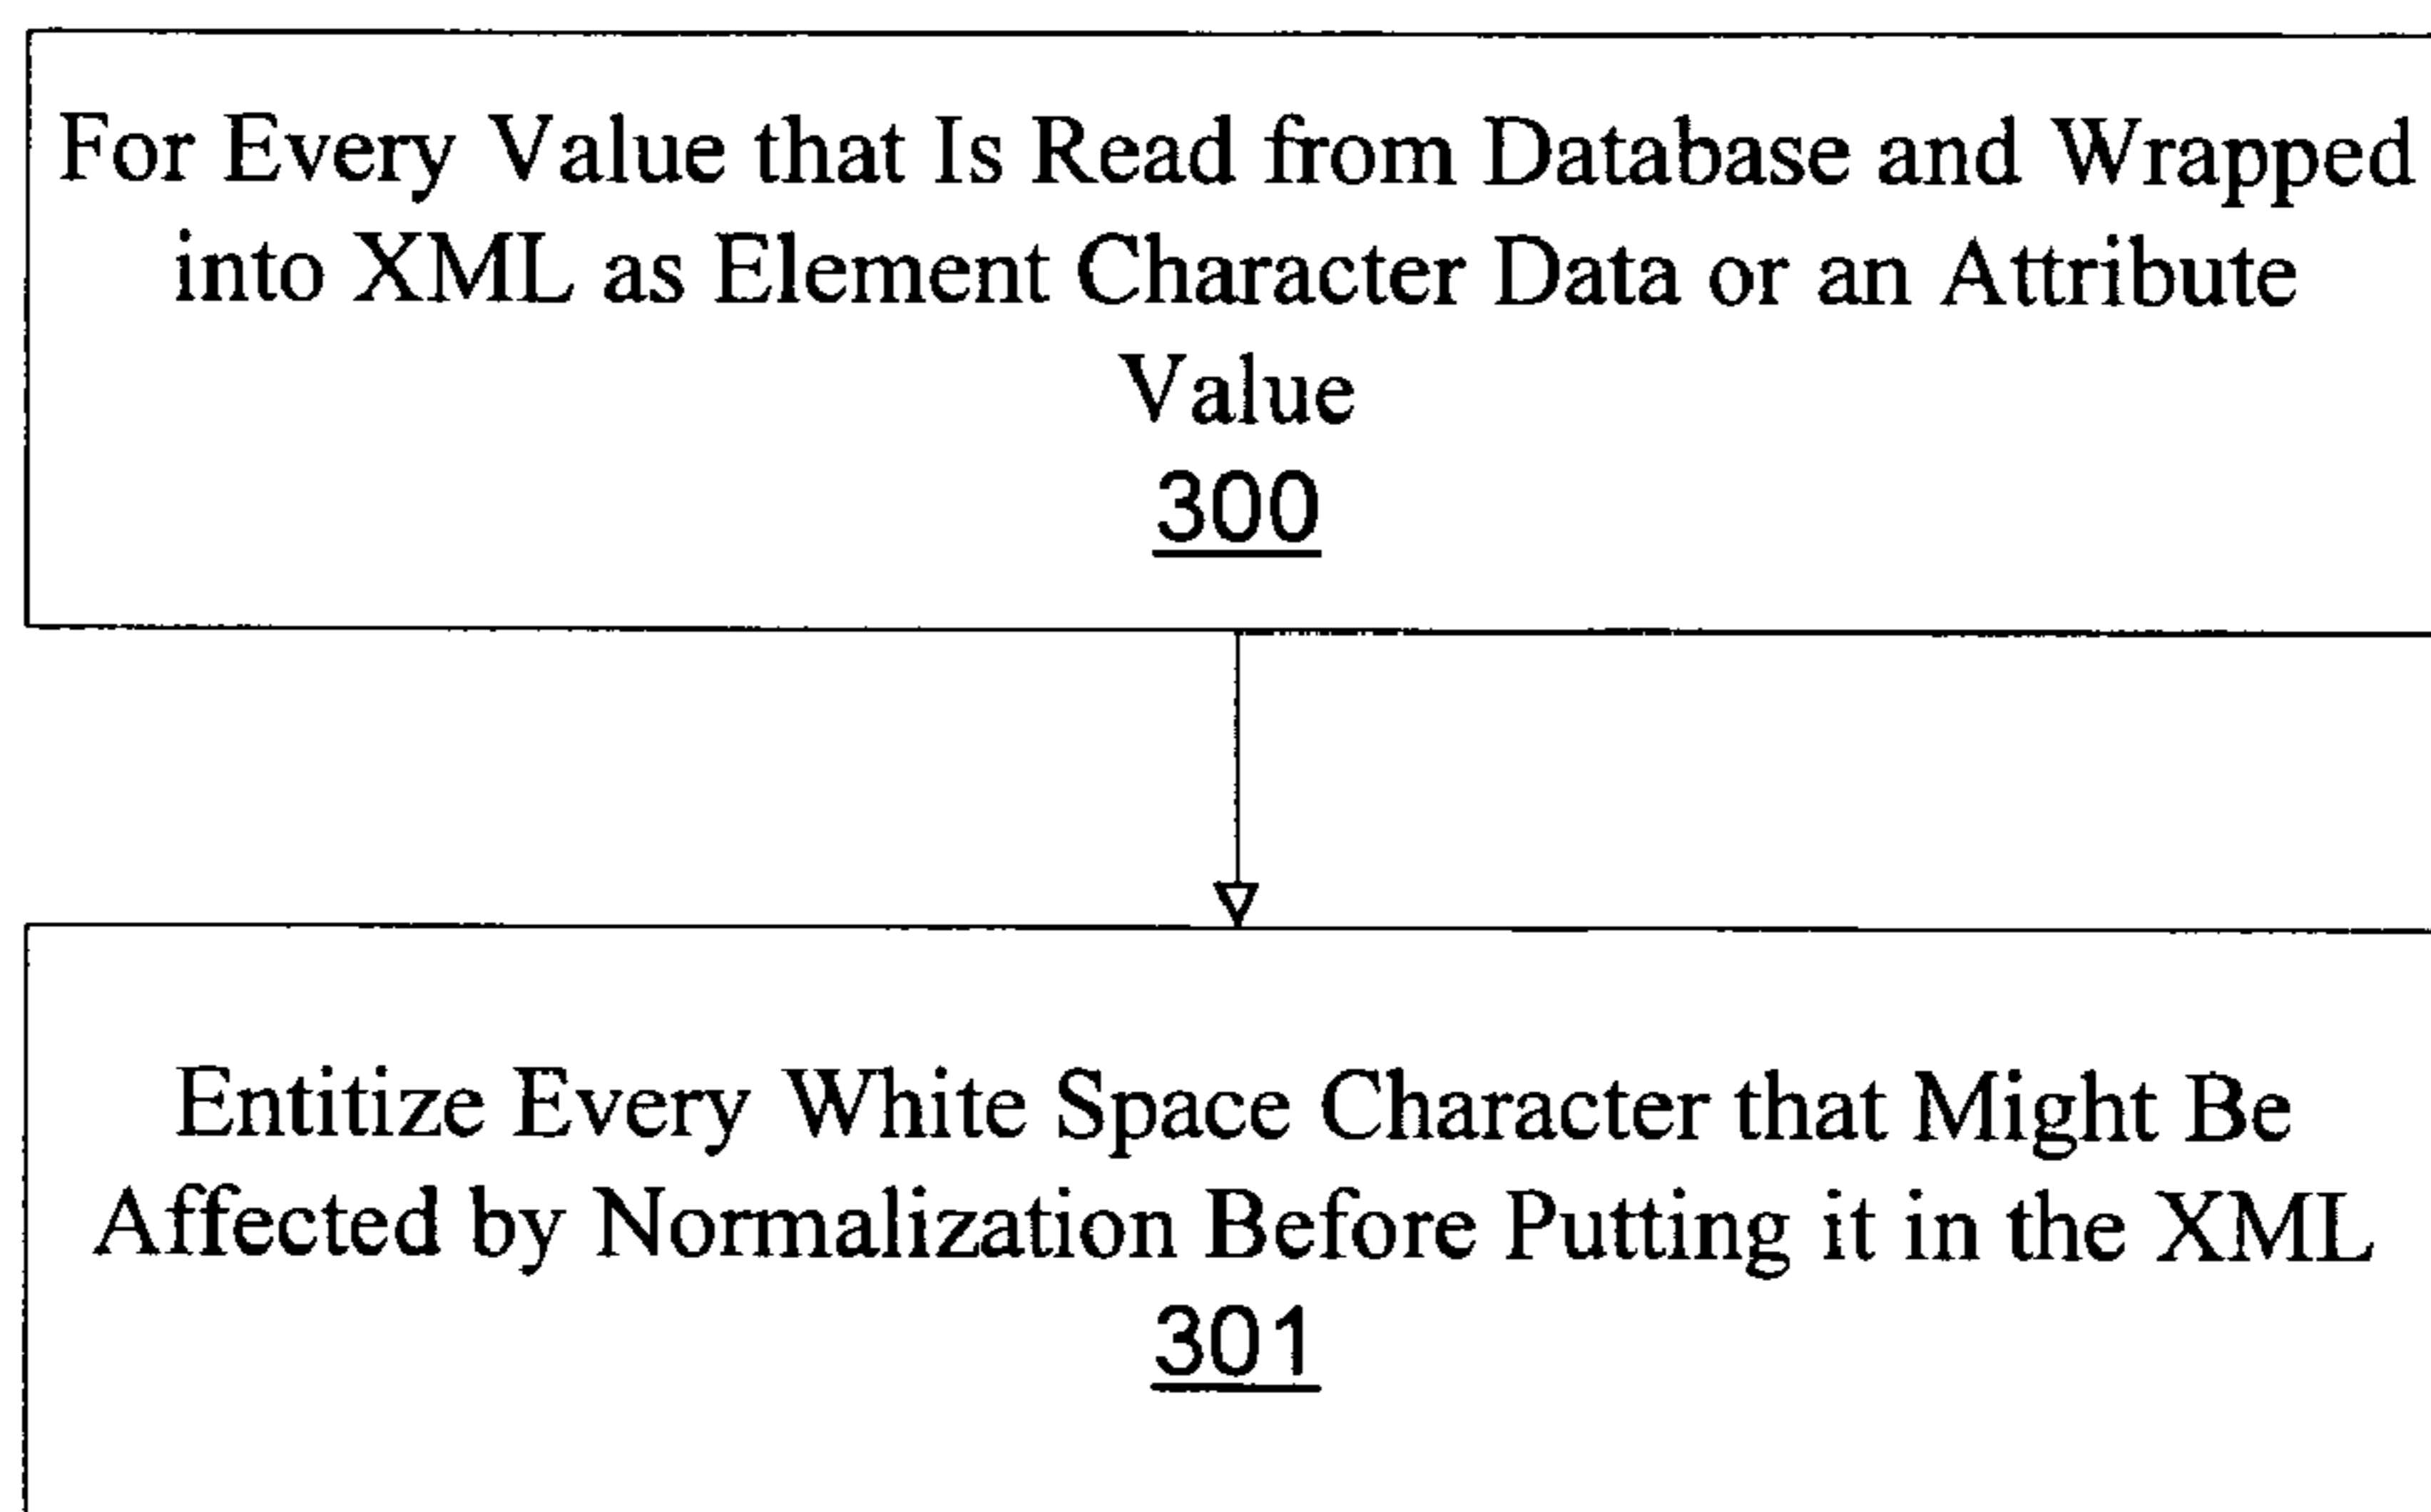 For Every Value that Is Read from Database and Wrapped
into XML as Element Character Data or an Attribute
Value
300
Entitize Every White Space Character that Might Be
Affected by Normalization Before Putting it in the XML
301